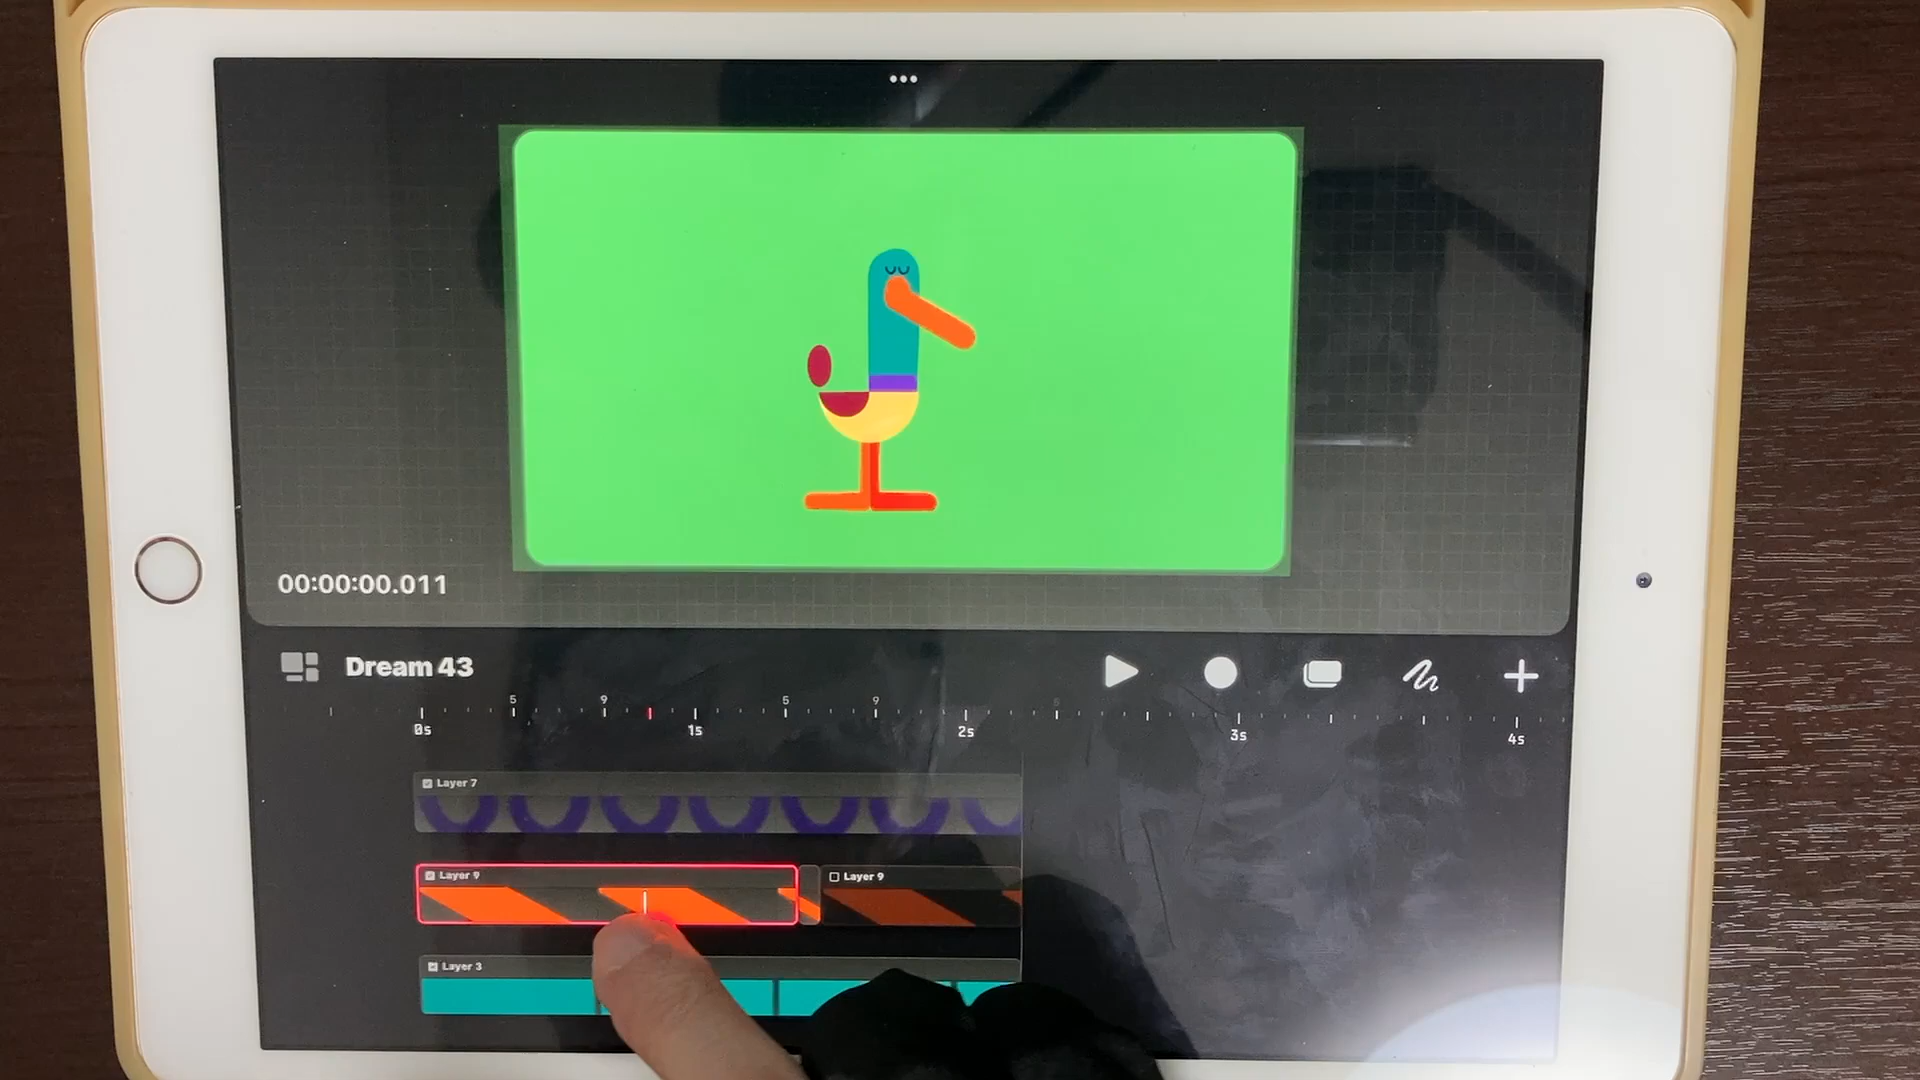 00:00:00.011
Dream 43
5 9 5 9
0s 1s 2s 3s 4s
Layer 7
Layer 9 Layer 9
Layer 3